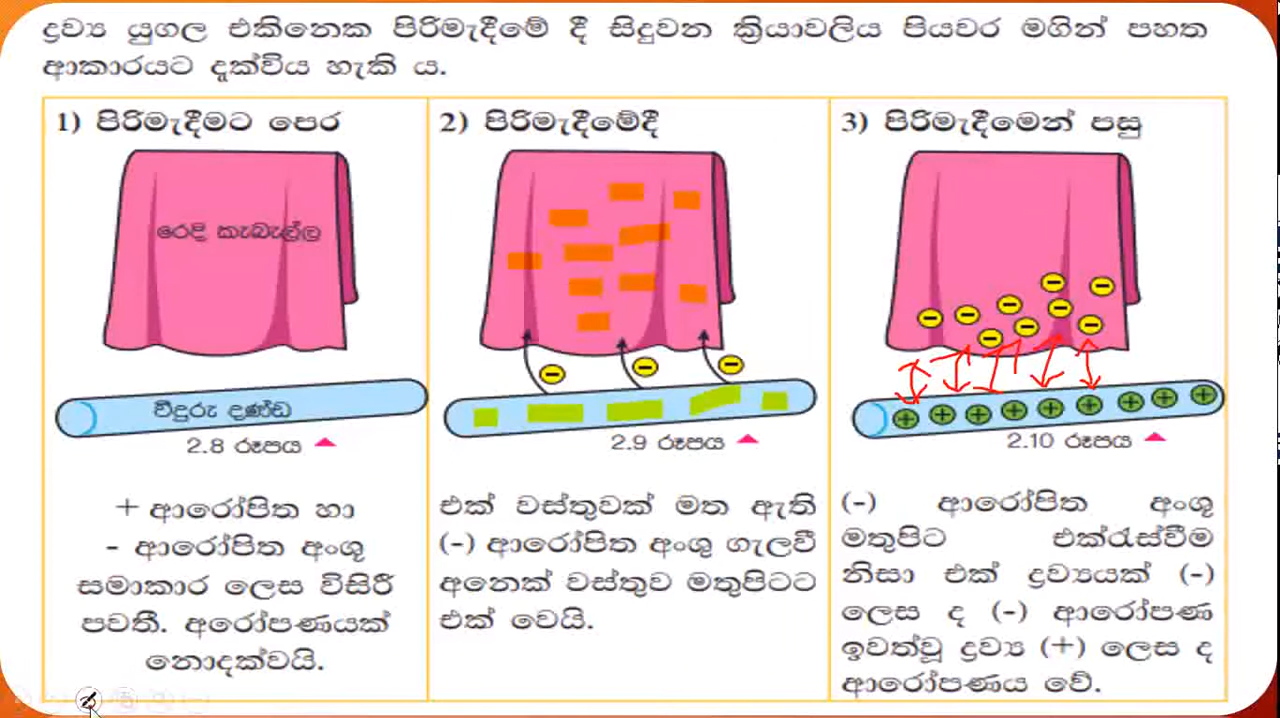 ද්‍රව්‍ය යුගල එකිනෙක පිරිමැදීමේ දී සිදුවන ක්‍රියාවලිය පියවර මගින් පහත
ආකාරයට දැක්විය හැකි ය.
1) පිරිමැදීමට පෙර
රෙදි කැබැල්ල
වීදුරු දණ්ඩ
2.8 රූපය
+ ආරෝපිත හා
- ආරෝපිත අංශු
සමාකාර ලෙස විසිරී
පවතී. අරෝපණයක්
නොදක්වයි.
2) පිරිමැදීමේදී
2.9 රූපය
එක් වස්තුවක් මත ඇති
(-) ආරෝපිත අංශු ගැලවී
අනෙක් වස්තුව මතුපිටට
එක් වෙයි.
3) පිරිමැදීමෙන් පසු
2.10 රූපය
(-) ආරෝපිත අංශු
මතුපිට එක්රැස්වීම
නිසා එක් ද්‍රව්‍යයක් (-)
ලෙස ද (-) ආරෝපණ
ඉවත්වූ ද්‍රව්‍ය (+) ලෙස ද
ආරෝපණය වේ.